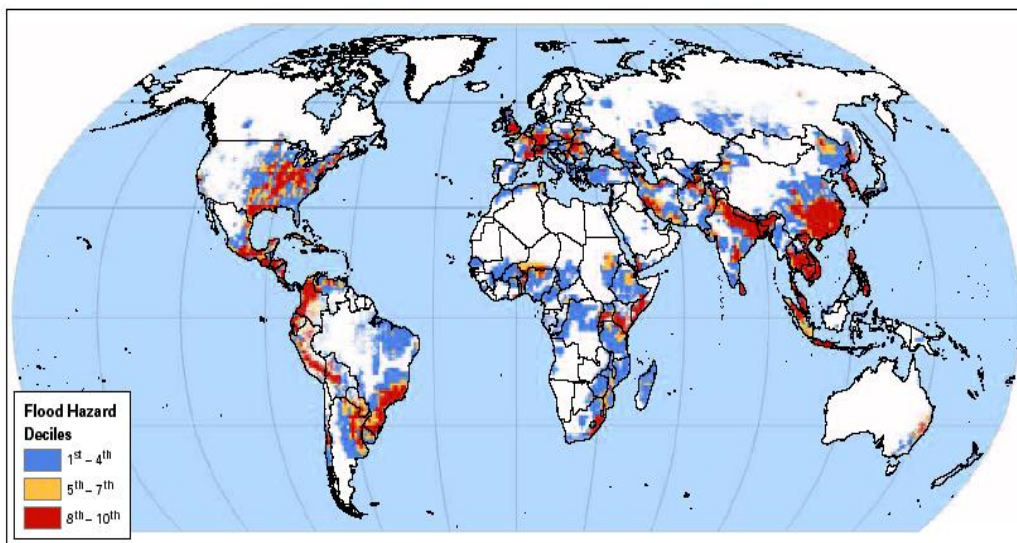 Flood Hazard
Deciles
1st – 4th
5th – 7th
8th – 10th